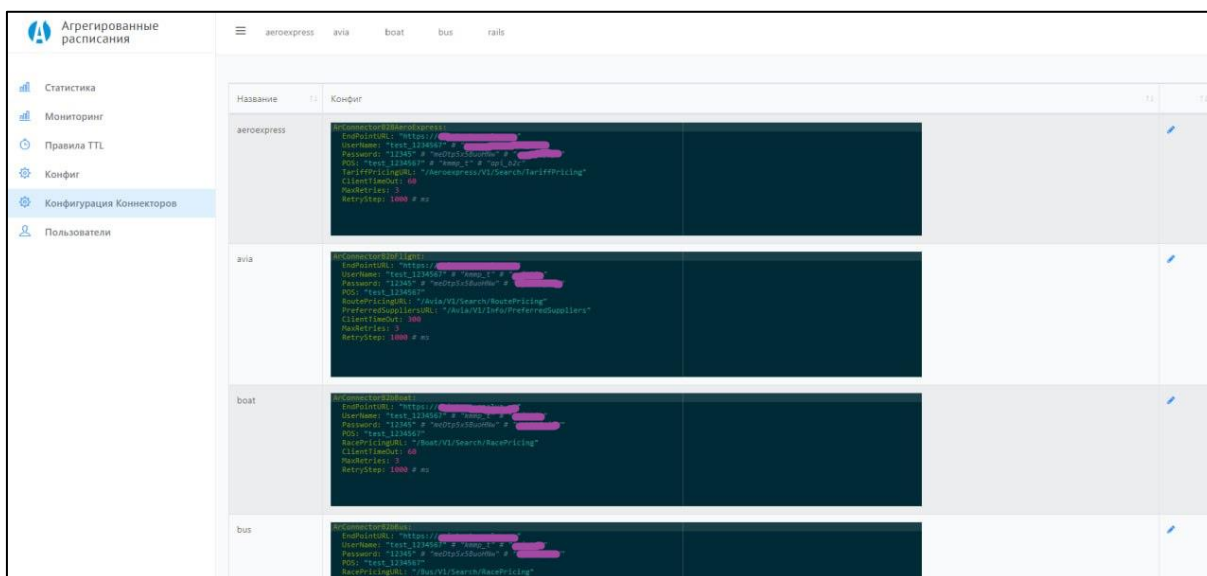 Агрегированные
расписания
aeroexpress avia boat bus rails
Статистика
Мониторинг
Правила TTL
Конфиг
Конфигурация Коннекторов
Пользователи
Название Конфиг
aeroexpress
ArConnectorB2BAeroExpress:
EndPointURL: "https://
UserName: "test_1234567" # "
Password: "12345" # # "
POS: "test_1234567" # "kmmp_t" # "api_b2c"
TariffPricingURL: "/Aeroexpress/V1/Search/TariffPricing"
ClientTimeOut: 60
MaxRetries: 3
RetryStep: 1000 # ms
avia
ArConnectorB2bFlight:
EndPointURL: "https:/
UserName: "test_1234567" # "kmmp_t" # "
Password: "12345" # # "
POS: "test_1234567"
RoutePricingURL: "/Avia/V1/Search/RoutePricing"
PreferredSuppliersURL: "/Avia/V1/Info/PreferredSuppliers"
ClientTimeOut: 300
MaxRetries: 3
RetryStep: 1000 # ms
boat
ArConnectorB2bBoat:
EndPointURL: "https://
UserName: "test_1234567" # "kmmp_t" #
Password: "12345" # # "
POS: "test_1234567"
RacePricingURL: "/Boat/V1/Search/RacePricing"
ClientTimeOut: 60
MaxRetries: 3
RetryStep: 1000 # ms
bus
ArConnectorB2bBus:
EndPointURL: "https://
UserName: "test_1234567" # "kmmp_t" # "
Password: "12345" # # "
POS: "test_1234567"
RacePricingURL: "/Bus/V1/Search/RacePricing"